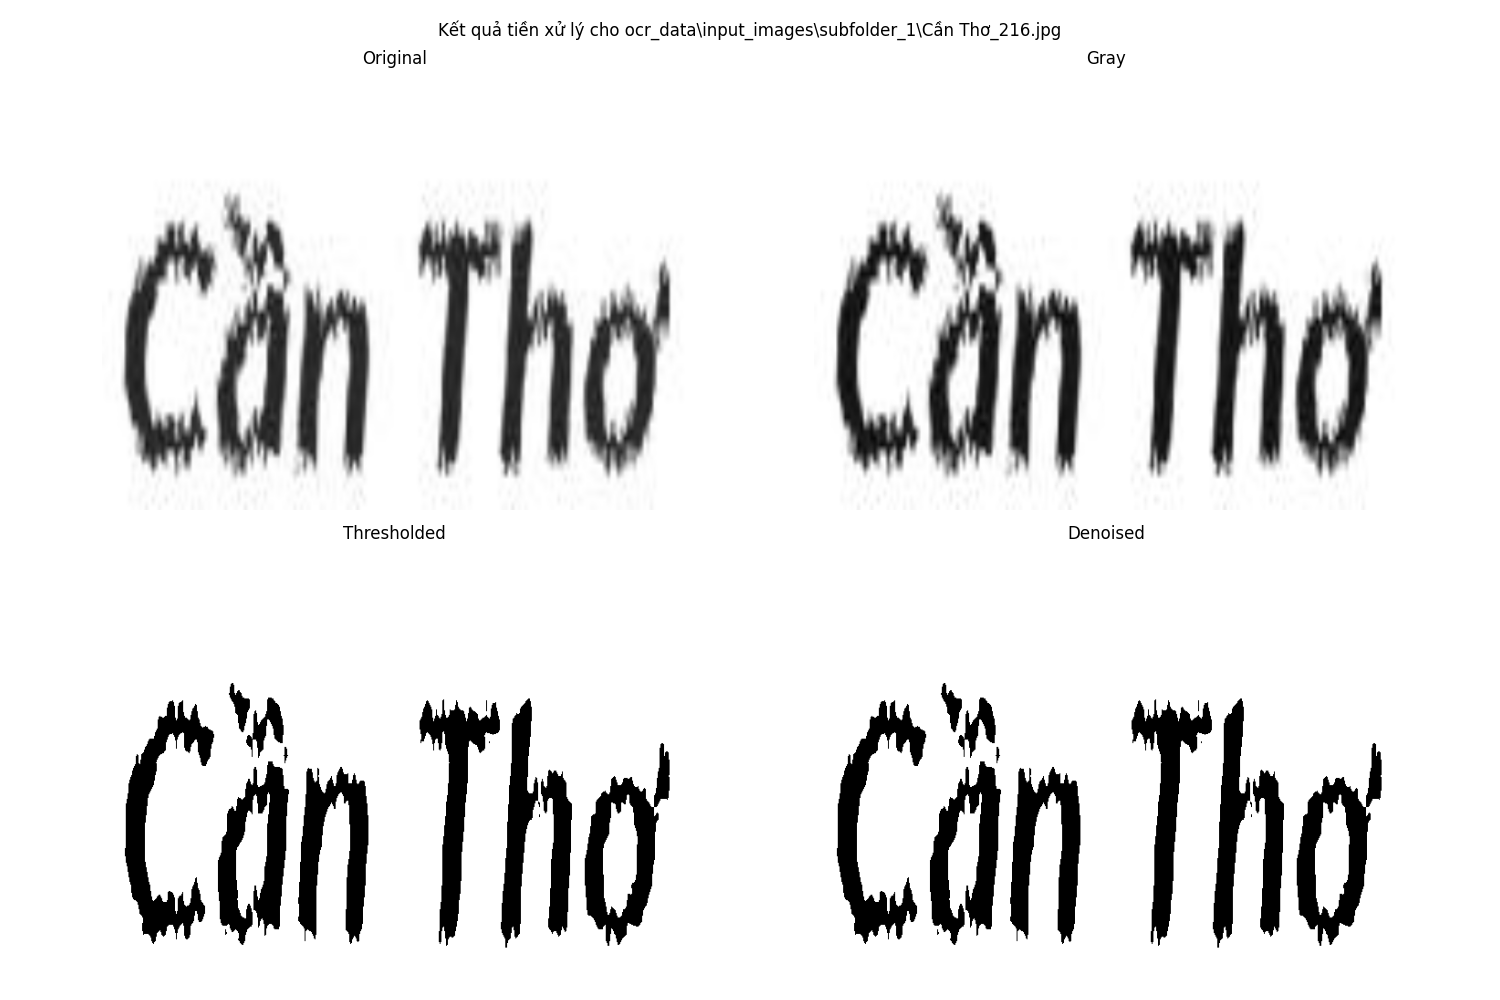 Kết quả tiền xử lý cho ocr_data\input_images\subfolder_1\Cần Thơ_216.jpg
Original
Gray
Cần Thơ
Cần Thơ
Thresholded
Denoised
Cần Thơ
Cần Thơ